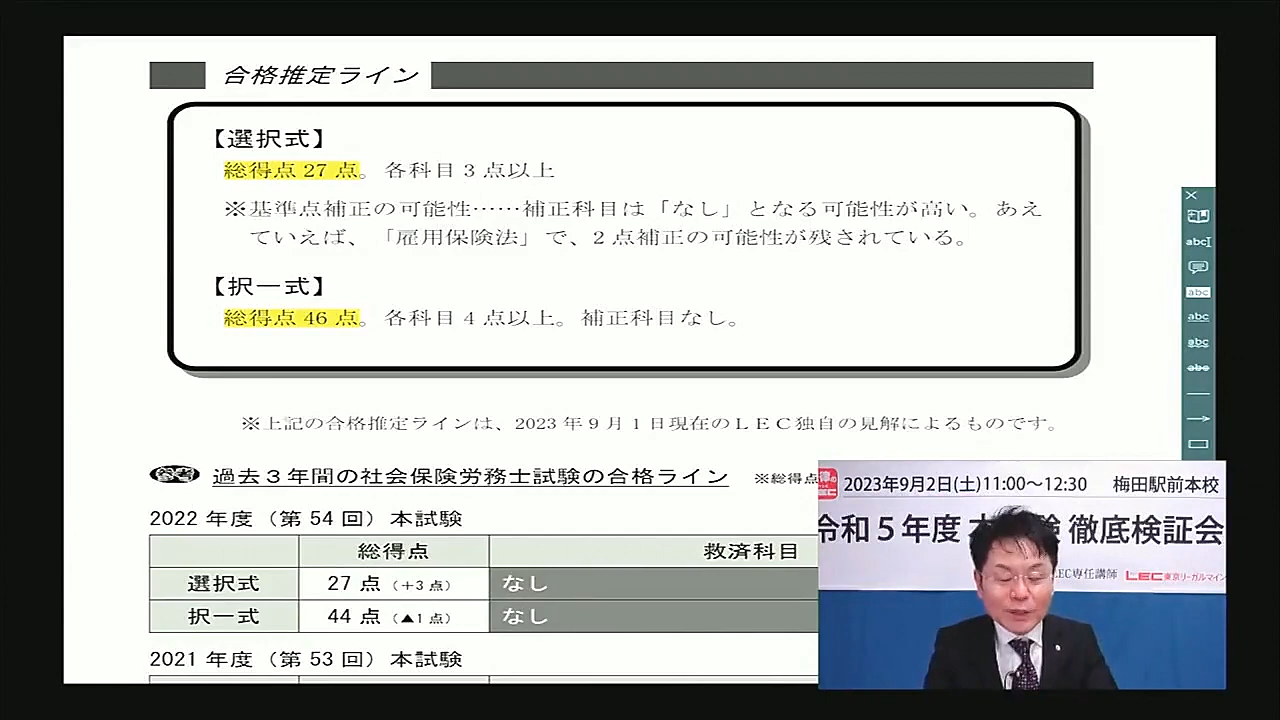 合格推定ライン
【選択式】
総得点 27 点。各科目 3 点以上
※基準点補正の可能性……補正科目は「なし」となる可能性が高い。あえ
ていえば、「雇用保険法」で、2 点補正の可能性が残されている。
【択一式】
総得点 46 点。各科目 4 点以上。補正科目なし。
※上記の合格推定ラインは、2023 年 9 月 1 日現在のＬＥＣ独自の見解によるものです。
参考 過去３年間の社会保険労務士試験の合格ライン ※総得点
2022 年度（第 54 回）本試験
総得点 救済科目
選択式 27 点（＋3 点） なし
択一式 44 点（▲1 点） なし
2021 年度（第 53 回）本試験
abc
abc
abc
abc
abc
2023年9月2日(土)11:00～12:30 梅田駅前本校
令和５年度 本 験 徹底検証会
LEC専任講師 LEC東京リーガルマイン